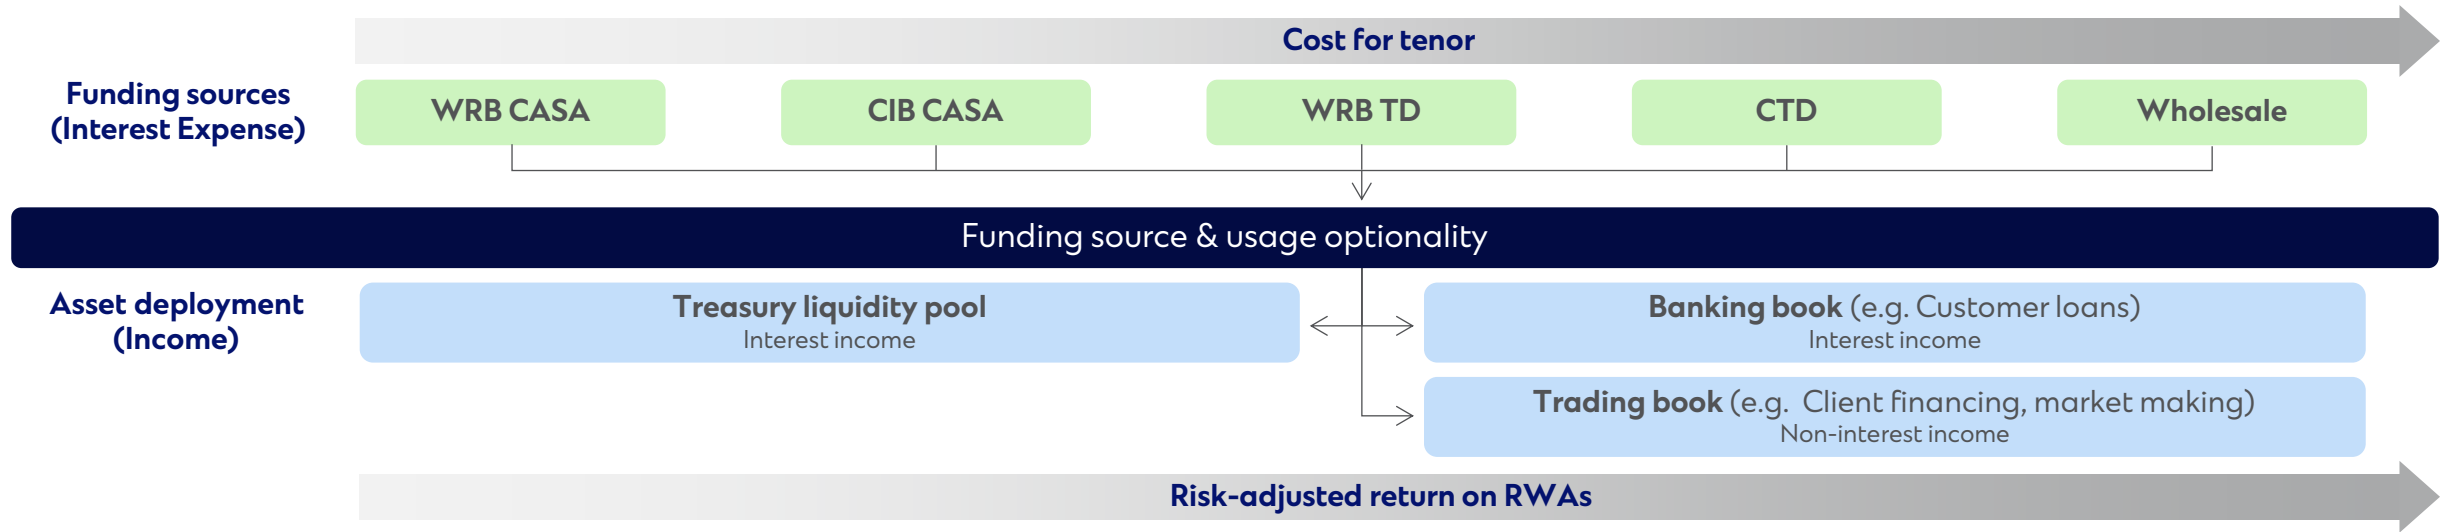 Cost for tenor
Funding sources
(Interest Expense)
WRB CASA
CIB CASA
WRB TD
CTD
Wholesale
Funding source & usage optionality
Asset deployment
(Income)
Treasury liquidity pool
Interest income
Banking book (e.g. Customer loans)
Interest income
Trading book (e.g. Client financing, market making)
Non-interest income
Risk-adjusted return on RWAs